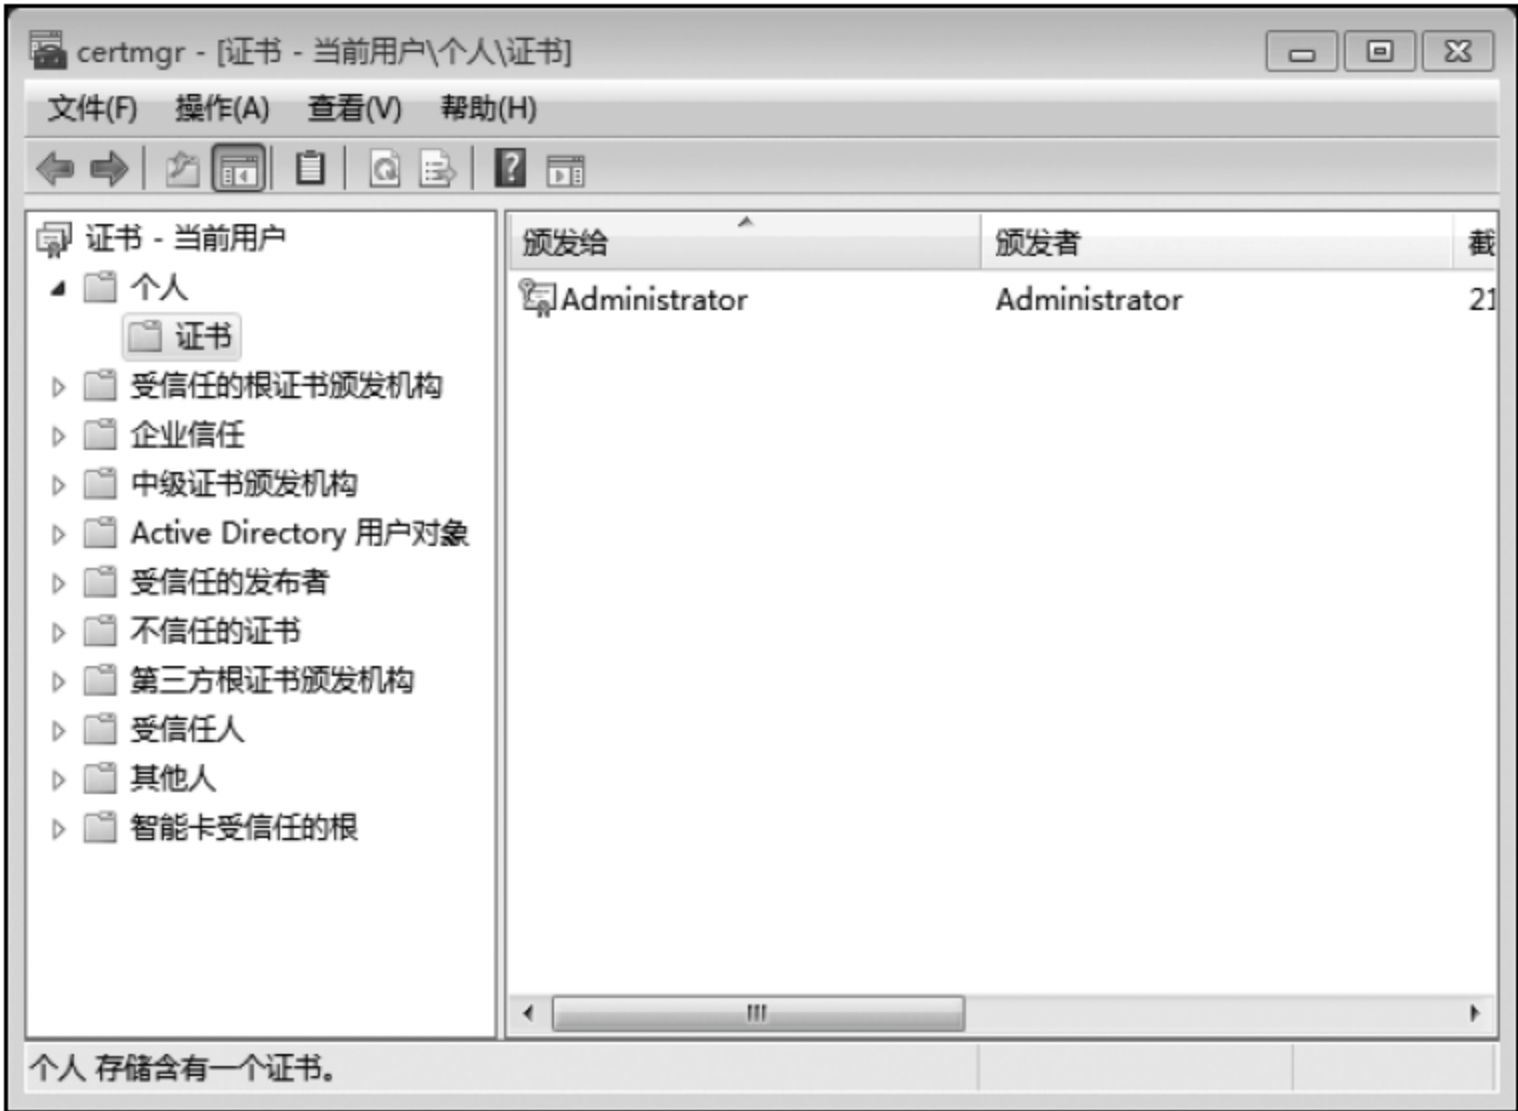 certmgr - [证书 - 当前用户\个人\证书]
文件(F) 操作(A) 查看(V) 帮助(H)
证书 - 当前用户
个人
证书
受信任的根证书颁发机构
企业信任
中级证书颁发机构
Active Directory 用户对象
受信任的发布者
不信任的证书
第三方根证书颁发机构
受信任人
其他人
智能卡受信任的根
颁发给 颁发者 截
Administrator Administrator 21
个人 存储含有一个证书。